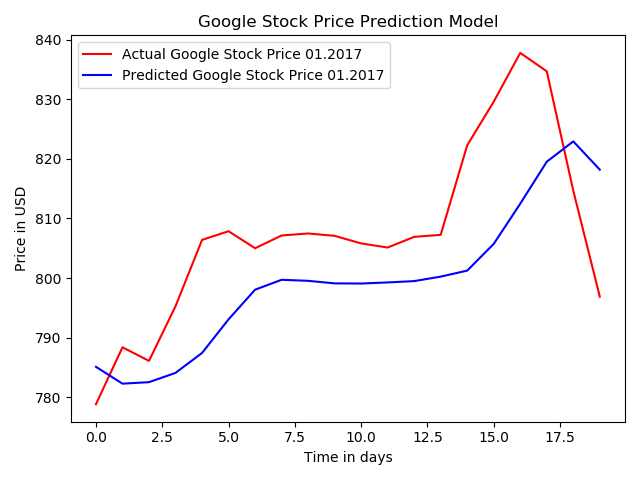 Google Stock Price Prediction Model
Actual Google Stock Price 01.2017
Predicted Google Stock Price 01.2017
Price in USD
840
830
820
810
800
790
780
0.0 2.5 5.0 7.5 10.0 12.5 15.0 17.5
Time in days